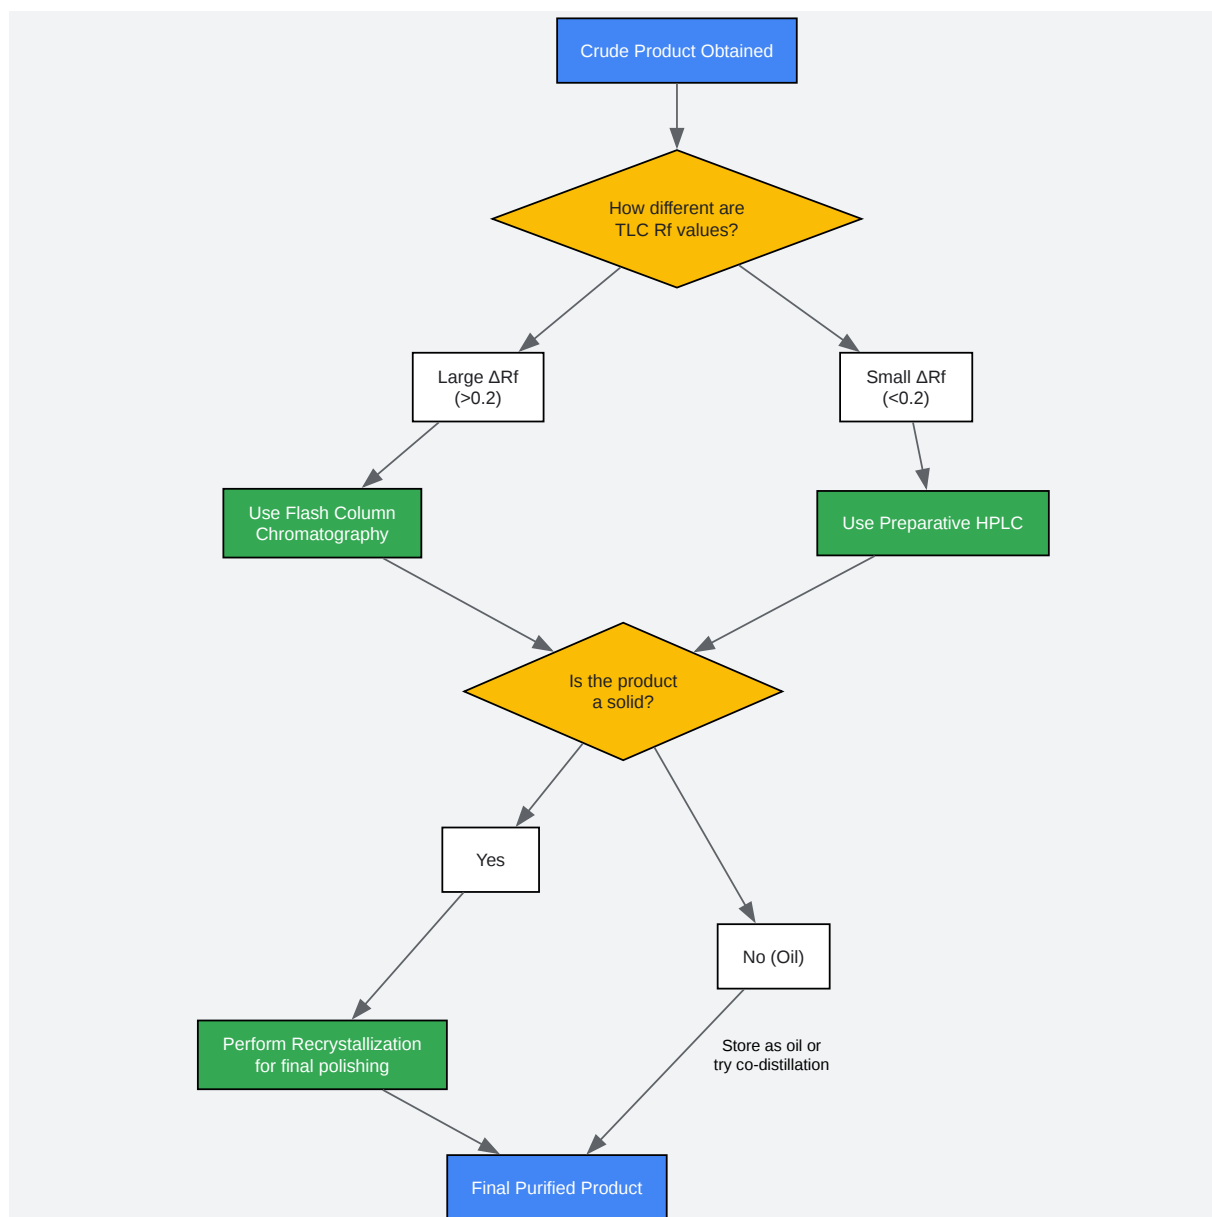 Crude Product Obtained
How different are
TLC Rf values?
Large ΔRf
(>0.2)
Small ΔRf
(<0.2)
Use Flash Column
Chromatography
Use Preparative HPLC
Is the product
a solid?
Yes
No (Oil)
Perform Recrystallization
for final polishing
Store as oil or
try co-distillation
Final Purified Product